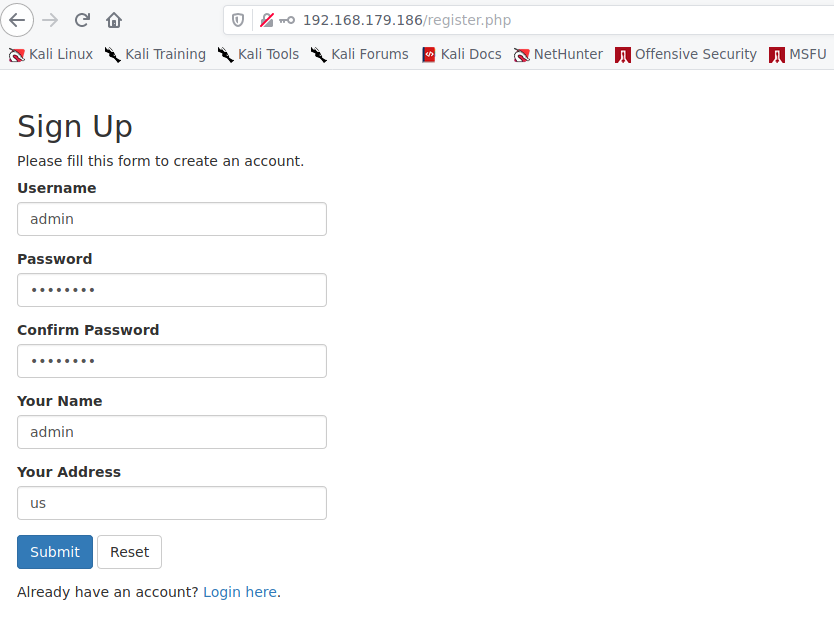 192.168.179.186/register.php
Kali Linux Kali Training Kali Tools Kali Forums Kali Docs NetHunter Offensive Security MSFU
Sign Up
Please fill this form to create an account.
Username
admin
Password
••••••••
Confirm Password
••••••••
Your Name
admin
Your Address
us
Submit Reset
Already have an account? Login here.